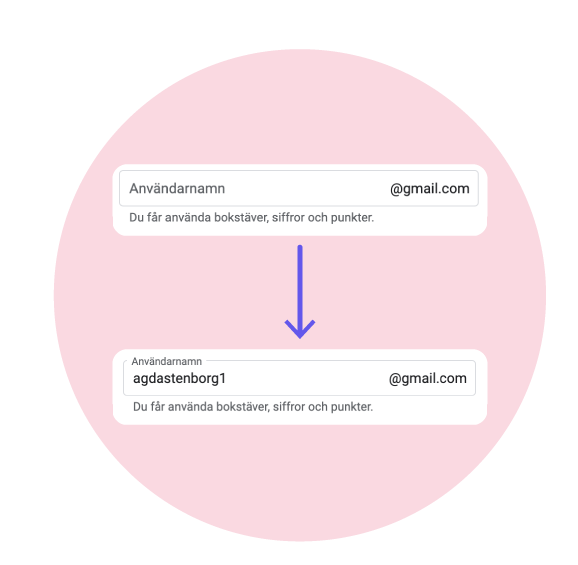 Användarnamn @gmail.com
Du får använda bokstäver, siffror och punkter.
Användarnamn
agdastenborg1 @gmail.com
Du får använda bokstäver, siffror och punkter.